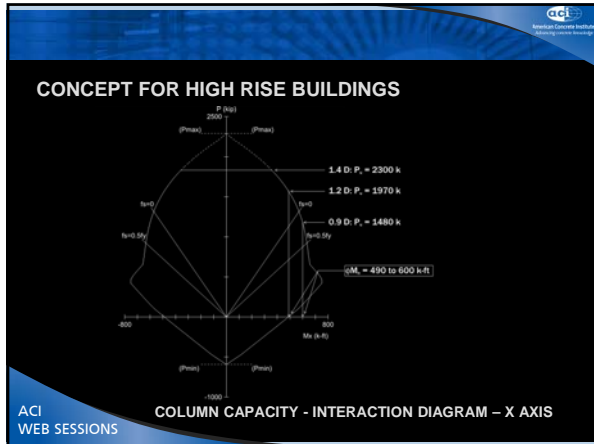 aci
American Concrete Institute
Advancing concrete knowledge
CONCEPT FOR HIGH RISE BUILDINGS
P (kip)
2500
(Pmax) (Pmax)
1.4 D: Pᵤ = 2300 k
1.2 D: Pᵤ = 1970 k
fs=0 fs=0
0.9 D: Pᵤ = 1480 k
fs=0.5fy fs=0.5fy
φMₙ = 490 to 600 k-ft
-800 800
Mx (k-ft)
(Pmin) (Pmin)
-1000
COLUMN CAPACITY - INTERACTION DIAGRAM – X AXIS
ACI
WEB SESSIONS